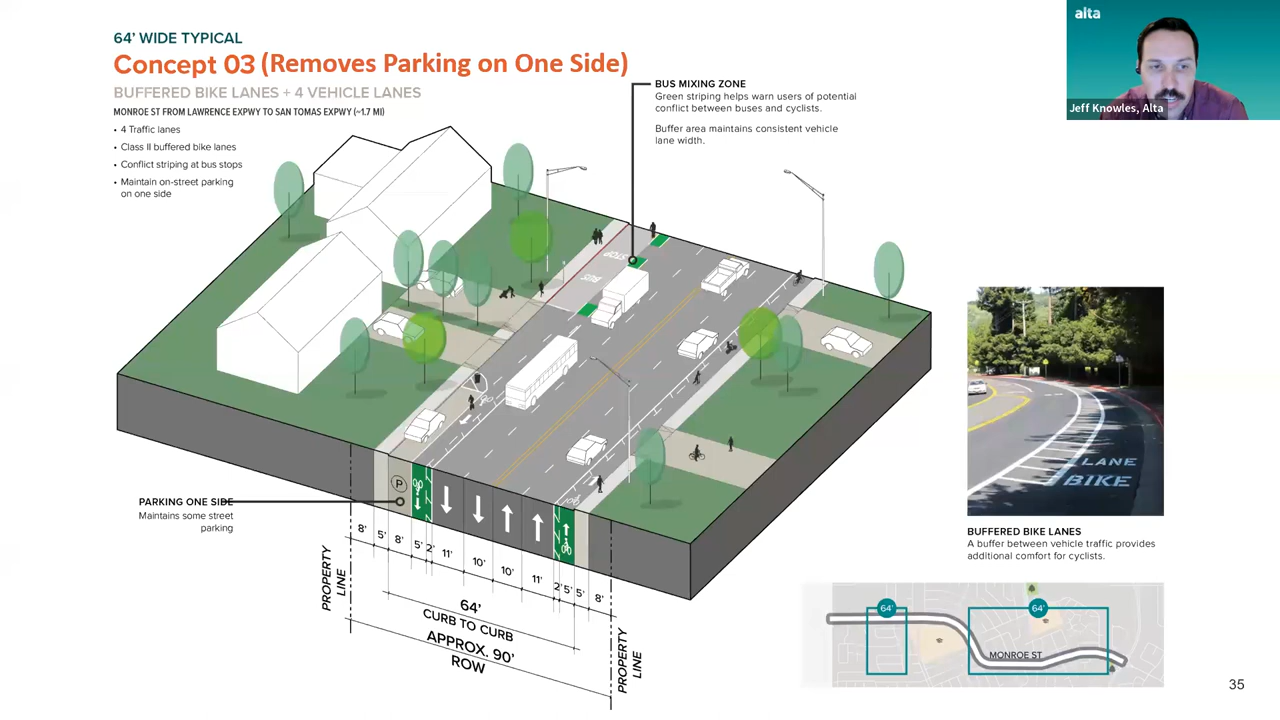 64' WIDE TYPICAL
Concept 03 (Removes Parking on One Side)
BUFFERED BIKE LANES + 4 VEHICLE LANES
MONROE ST FROM LAWRENCE EXPWY TO SAN TOMAS EXPWY (~1.7 MI)
• 4 Traffic lanes
• Class II buffered bike lanes
• Conflict striping at bus stops
• Maintain on-street parking
on one side
BUS MIXING ZONE
Green striping helps warn users of potential
conflict between buses and cyclists.
Buffer area maintains consistent vehicle
lane width.
alta
Jeff Knowles, Alta
STOP
BUS
P
PARKING ONE SIDE
Maintains some street
parking
8' 5' 8' 5' 2' 11' 10' 10' 11' 2' 5' 5' 8'
PROPERTY
LINE
64'
CURB TO CURB
APPROX. 90'
ROW
PROPERTY
LINE
LANE
BIKE
BUFFERED BIKE LANES
A buffer between vehicle traffic provides
additional comfort for cyclists.
64'
64'
MONROE ST
35